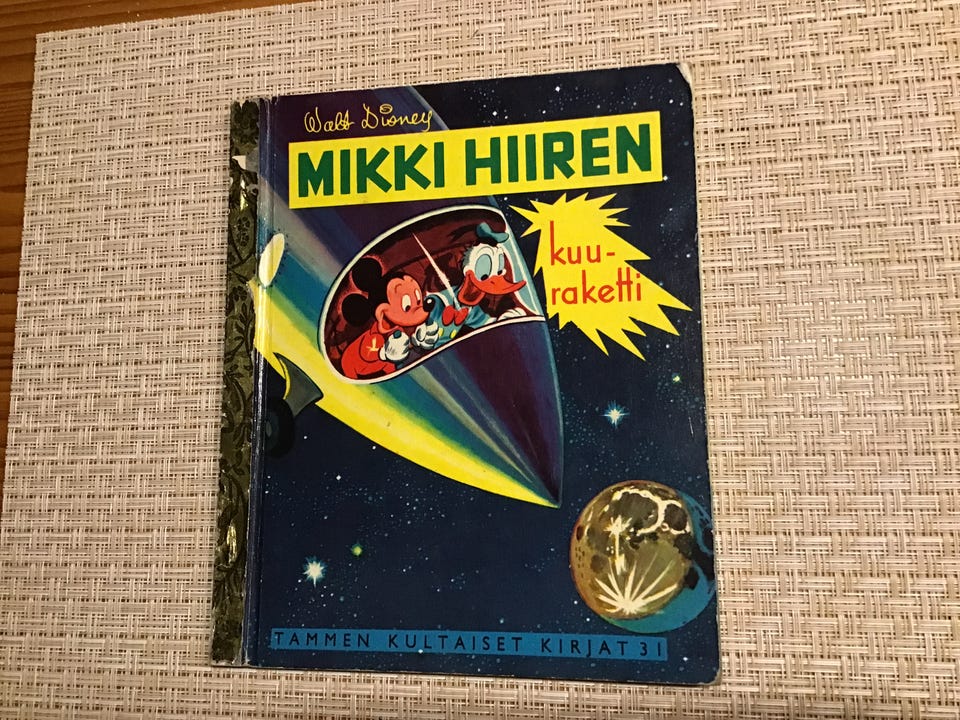 Walt Disney
MIKKI HIIREN
kuu-
raketti
TAMMEN KULTAISET KIRJAT 31